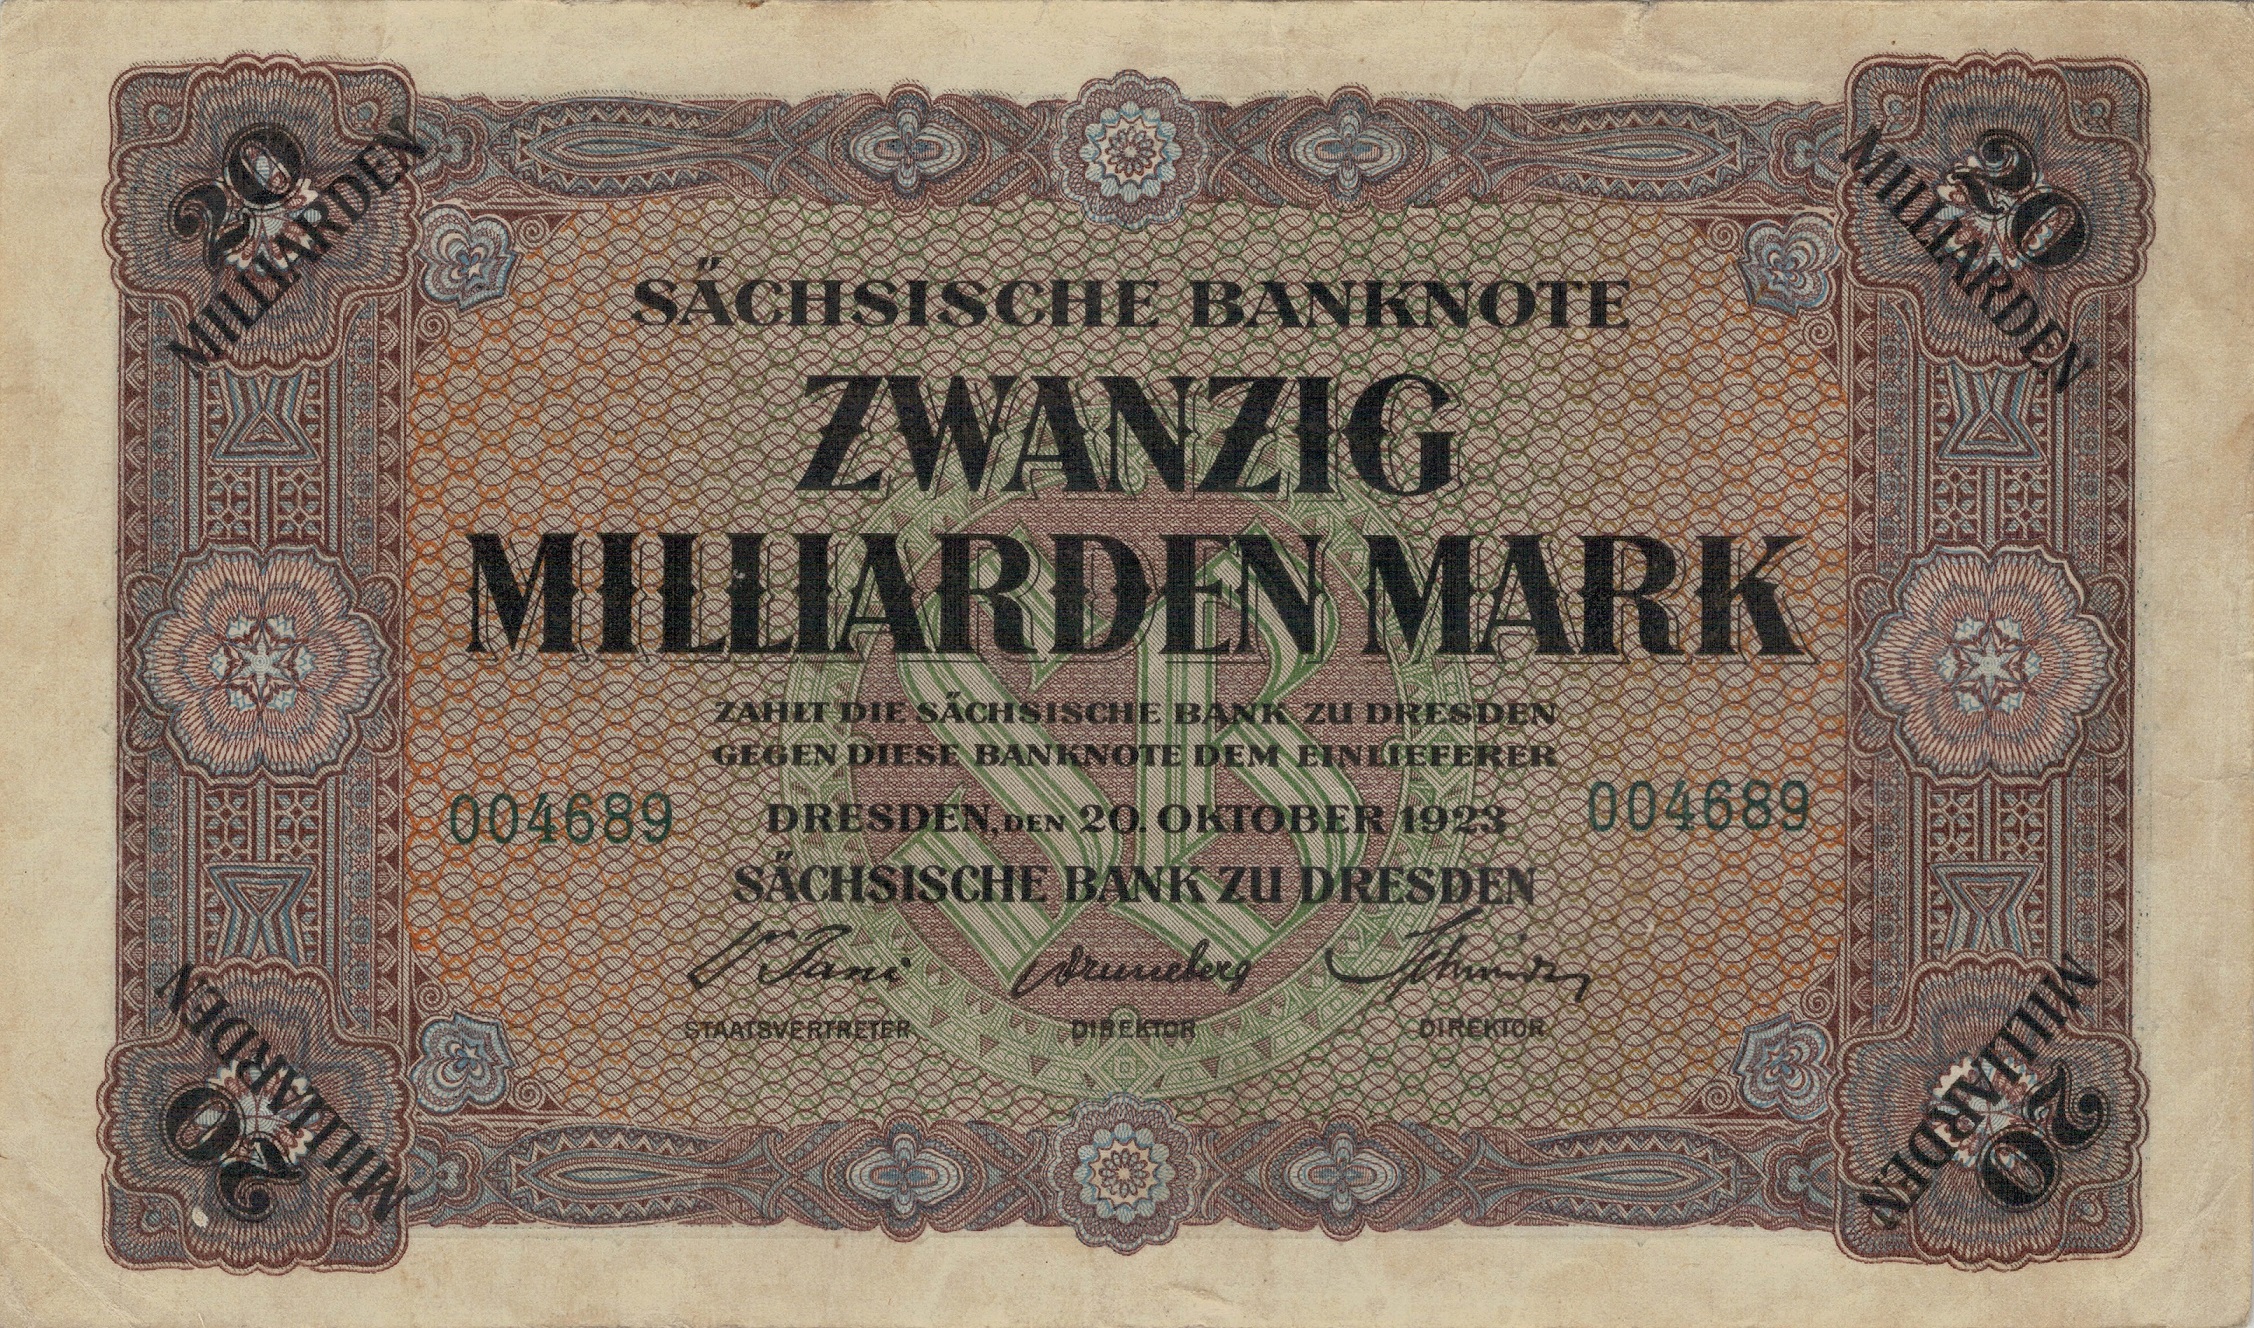 20
MILLIARDEN
20
MILLIARDEN
SÄCHSISCHE BANKNOTE
ZWANZIG
MILLIARDEN MARK
ZAHLT DIE SÄCHSISCHE BANK ZU DRESDEN
GEGEN DIESE BANKNOTE DEM EINLIEFERER
004689
DRESDEN, DEN 20. OKTOBER 1923
004689
SÄCHSISCHE BANK ZU DRESDEN
STAATSVERTRETER
DIREKTOR
DIREKTOR
SB
MILLIARDEN
20
MILLIARDEN
20